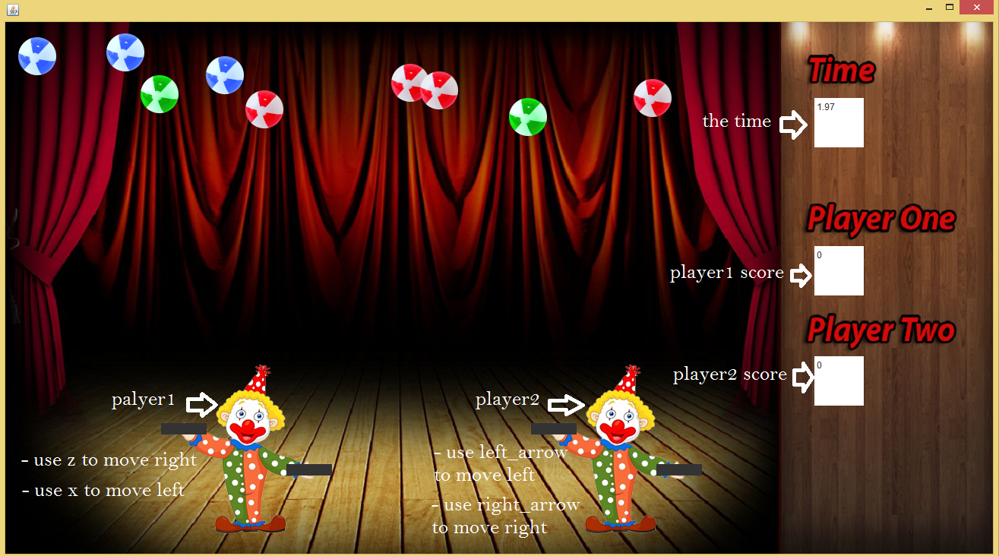 Time
the time
1.97
Player One
player1 score
0
Player Two
player2 score
0
palyer1
- use z to move right
- use x to move left
player2
- use left_arrow
to move left
- use right_arrow
to move right